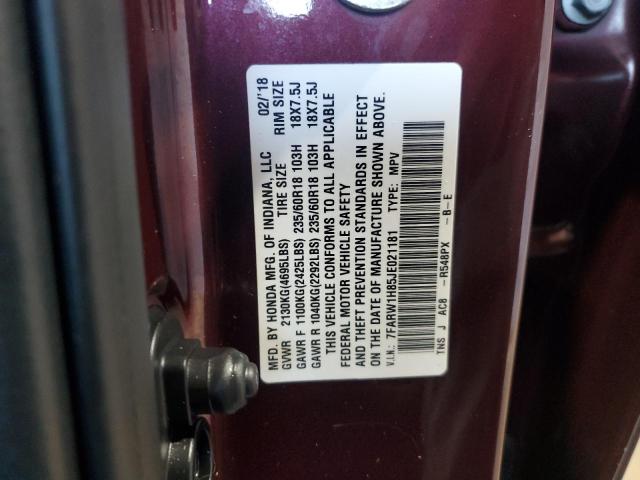 MFD. BY HONDA MFG. OF INDIANA, LLC 02/'18
GVWR 2130KG(4695LBS) TIRE SIZE RIM SIZE
GAWR F 1100KG(2425LBS) 235/60R18 103H 18X7.5J
GAWR R 1040KG(2292LBS) 235/60R18 103H 18X7.5J
THIS VEHICLE CONFORMS TO ALL APPLICABLE
FEDERAL MOTOR VEHICLE SAFETY
AND THEFT PREVENTION STANDARDS IN EFFECT
ON THE DATE OF MANUFACTURE SHOWN ABOVE.
V.I.N.: 7FARW1H85JE021181 TYPE: MPV
TNS J AC8 -R548PX -B-E